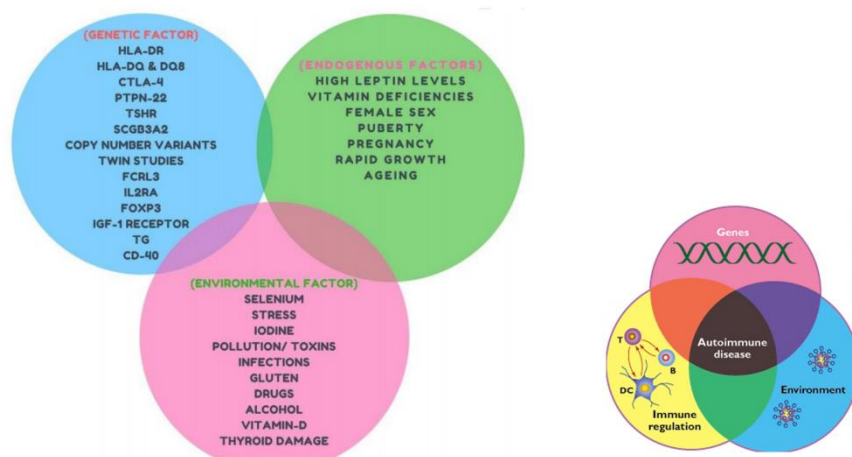 (GENETIC FACTOR)
HLA-DR
HLA-DQ & DQ8
CTLA-4
PTPN-22
TSHR
SCGB3A2
COPY NUMBER VARIANTS
TWIN STUDIES
FCRL3
IL2RA
FOXP3
IGF-1 RECEPTOR
TG
CD-40
(ENDOGENOUS FACTORS)
HIGH LEPTIN LEVELS
VITAMIN DEFICIENCIES
FEMALE SEX
PUBERTY
PREGNANCY
RAPID GROWTH
AGEING
(ENVIRONMENTAL FACTOR)
SELENIUM
STRESS
IODINE
POLLUTION/ TOXINS
INFECTIONS
GLUTEN
DRUGS
ALCOHOL
VITAMIN-D
THYROID DAMAGE
Genes
Autoimmune
disease
T
B
DC
Immune
regulation
Environment